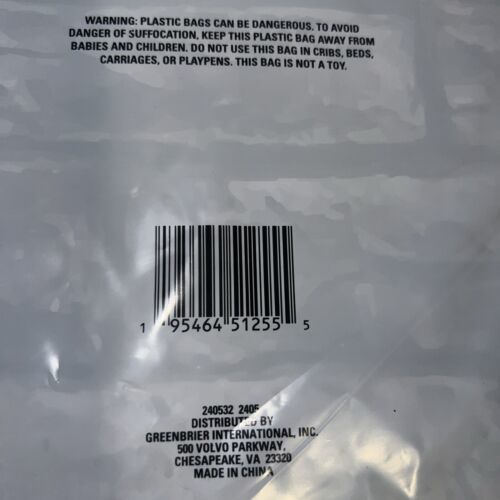 WARNING: PLASTIC BAGS CAN BE DANGEROUS. TO AVOID
DANGER OF SUFFOCATION, KEEP THIS PLASTIC BAG AWAY FROM
BABIES AND CHILDREN. DO NOT USE THIS BAG IN CRIBS, BEDS,
CARRIAGES, OR PLAYPENS. THIS BAG IS NOT A TOY.
1 95464 51255 5
240532 2405
DISTRIBUTED BY
GREENBRIER INTERNATIONAL, INC.
500 VOLVO PARKWAY,
CHESAPEAKE, VA 23320
MADE IN CHINA